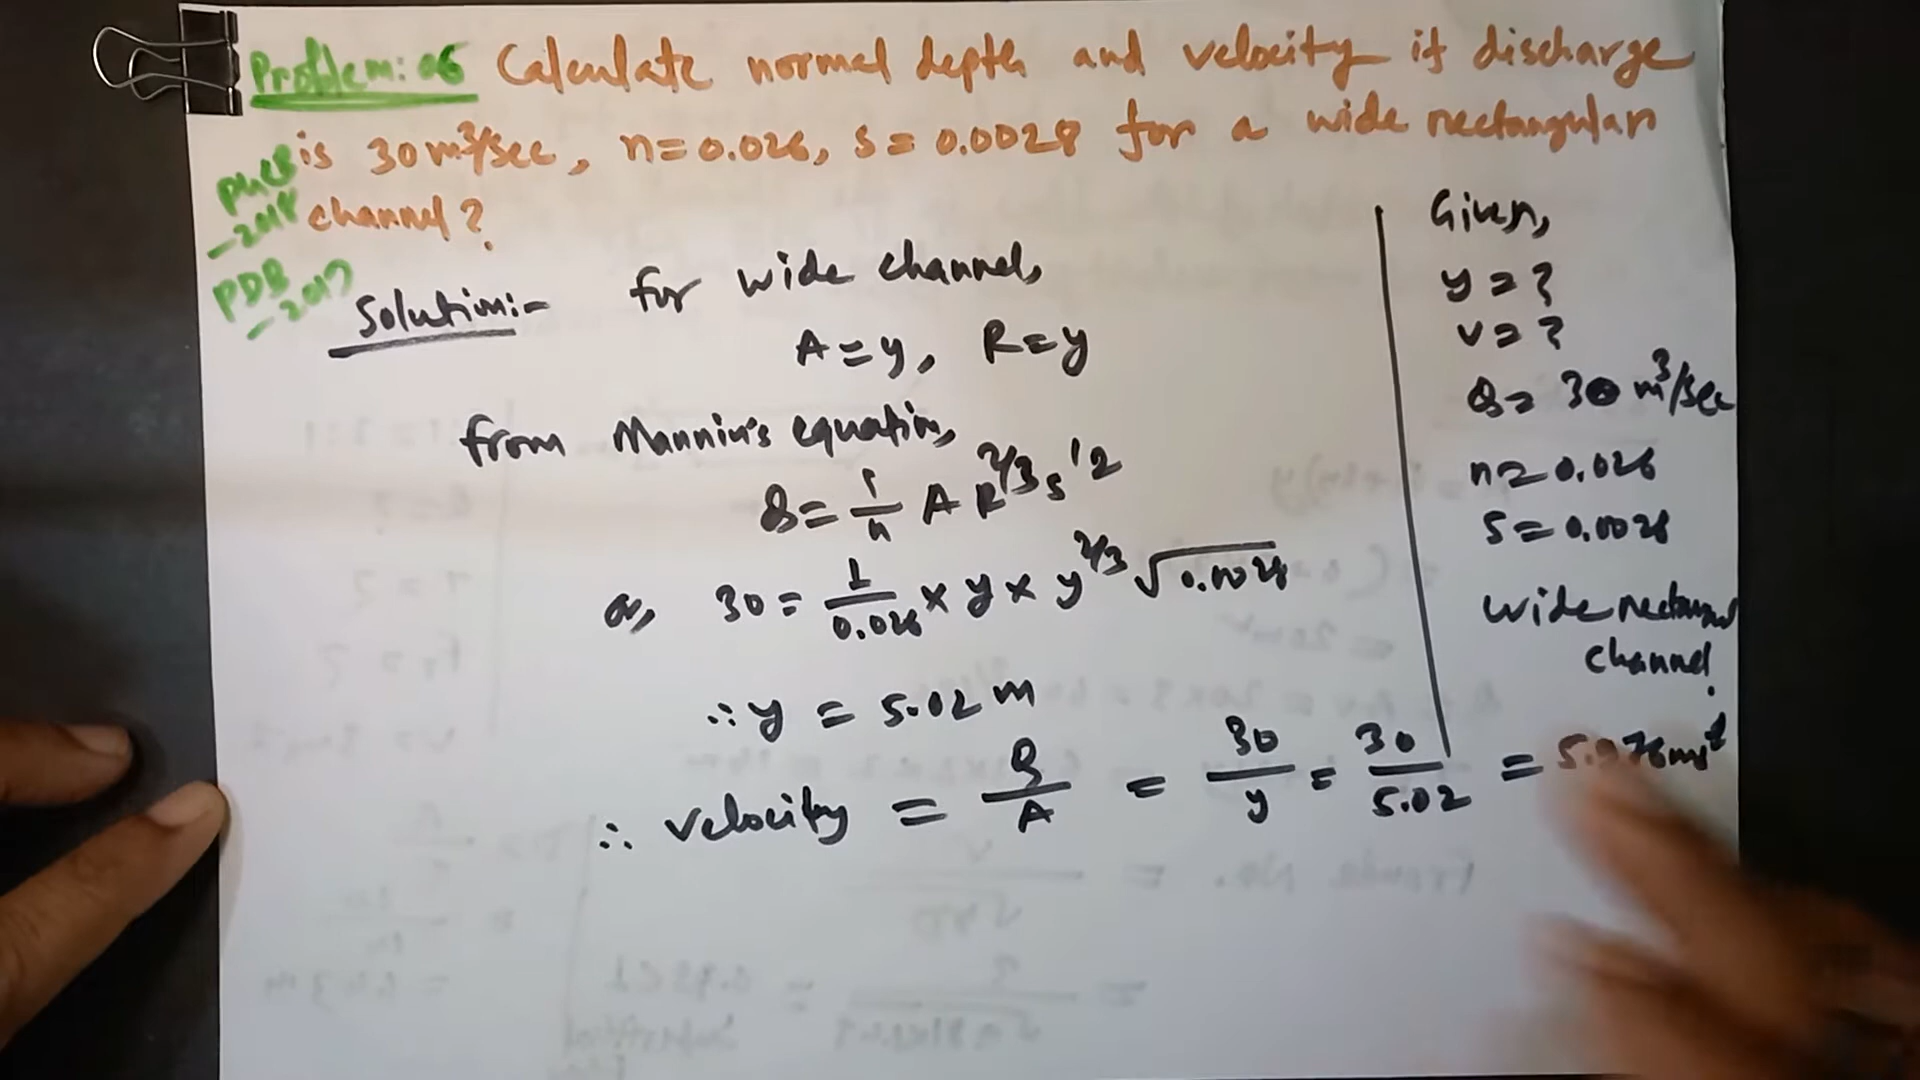 Problem: 06 Calculate normal depth and velocity if discharge
is 30 m³/sec, n=0.026, s=0.0028 for a wide rectangular
channel?
-2018
PDB
-2017
Solution:-
for wide channel,
A=y, R=y
from Mannin's equation,
Q = 1/n A R^2/3 s^1/2
or, 30 = 1/0.026 × y × y^2/3 √0.0028
∴ y = 5.02 m
∴ velocity = Q/A = 30/y = 30/5.02 =
Given,
y = ?
v = ?
Q = 30 m³/sec
n = 0.026
S = 0.0028
wide
channel.